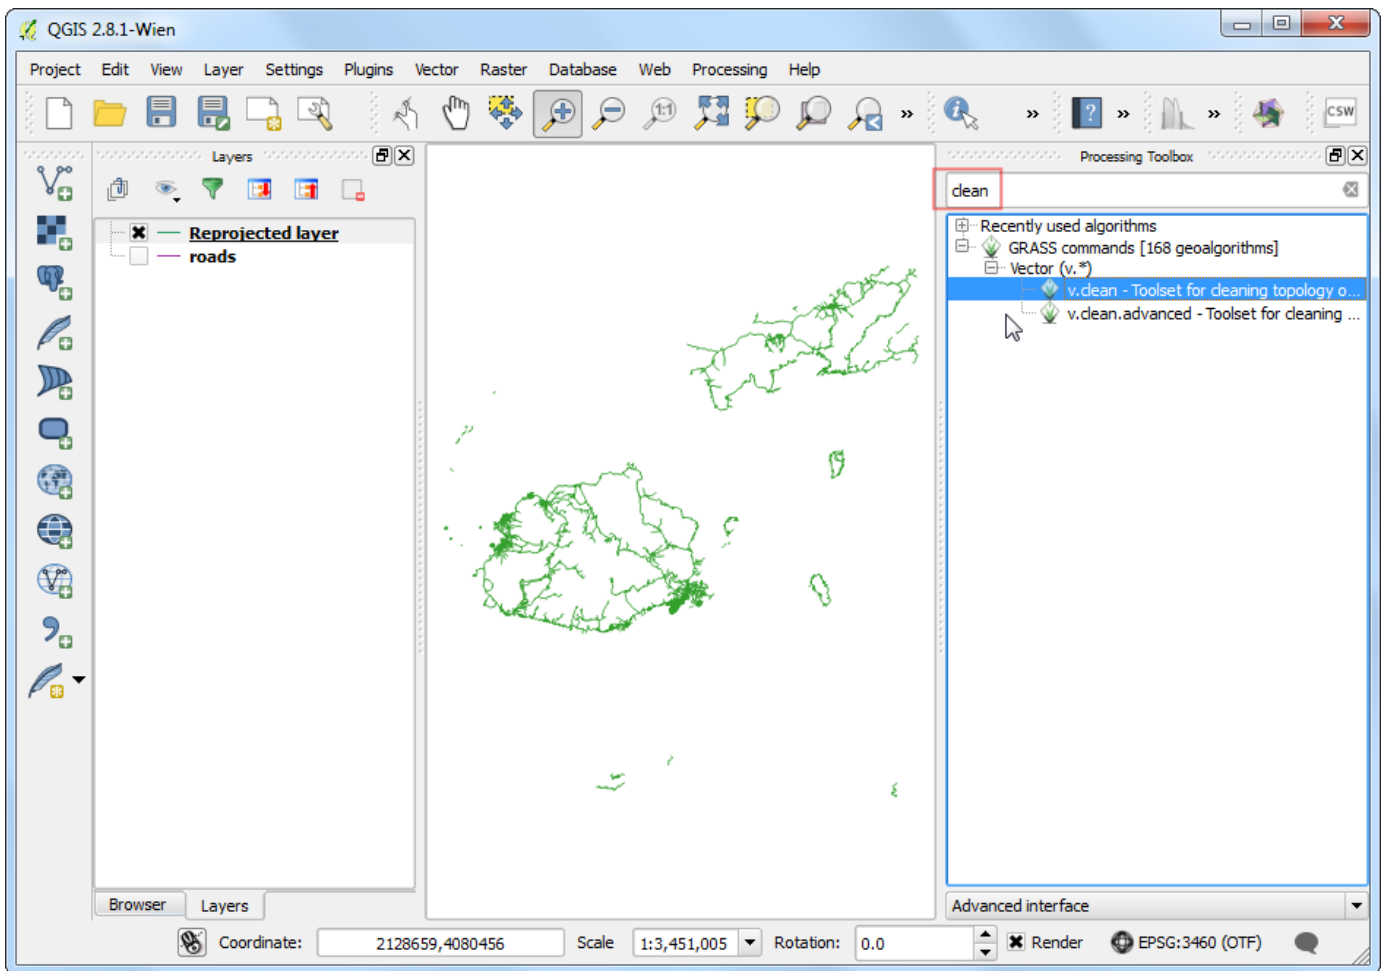 QGIS 2.8.1-Wien
Project Edit View Layer Settings Plugins Vector Raster Database Web Processing Help
1:1 » » ? » » CSW
Layers
Processing Toolbox
clean
Reprojected layer
roads
Recently used algorithms
GRASS commands [168 geoalgorithms]
Vector (v.*)
v.clean - Toolset for cleaning topology o...
v.clean.advanced - Toolset for cleaning ...
Browser Layers
Advanced interface
Coordinate: 2128659,4080456 Scale 1:3,451,005 Rotation: 0.0 Render EPSG:3460 (OTF)